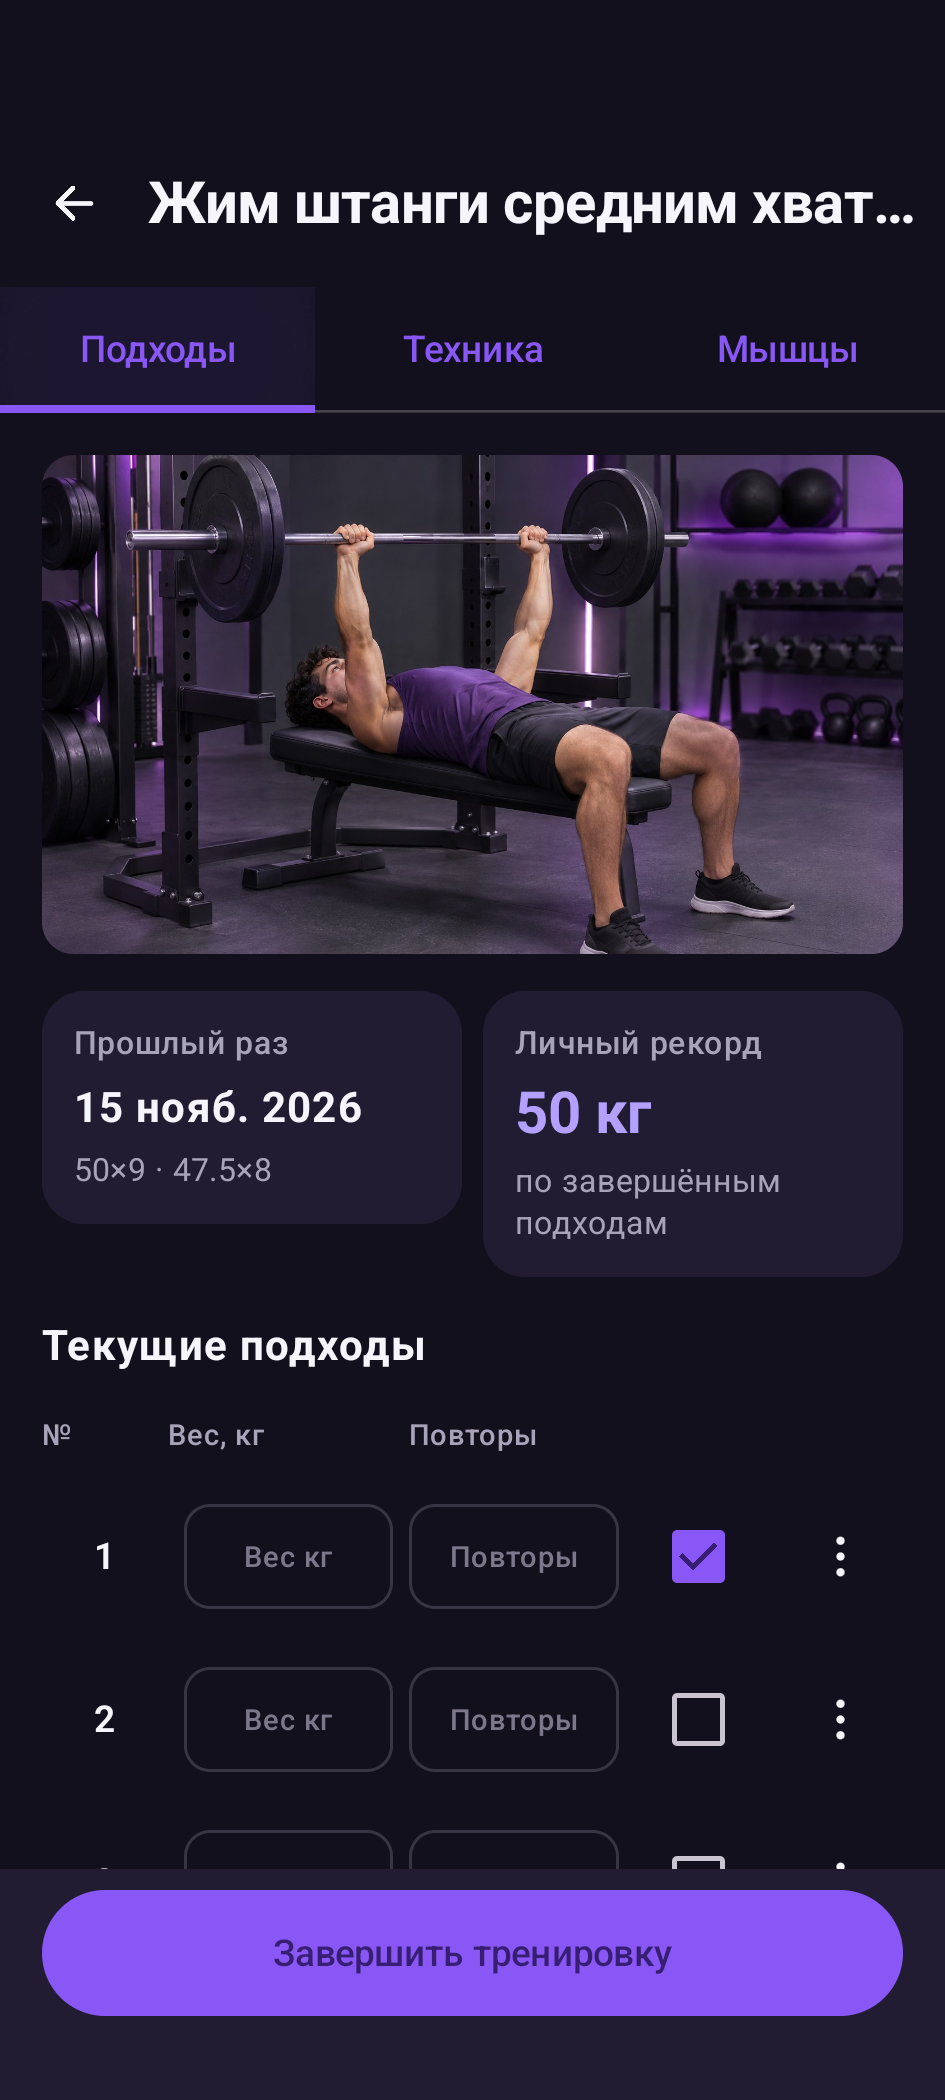 Жим штанги средним хват...
Подходы
Техника
Мышцы
Прошлый раз
15 нояб. 2026
50×9 · 47.5×8
Личный рекорд
50 кг
по завершённым
подходам
Текущие подходы
№ Вес, кг Повторы
1 Вес кг Повторы
2 Вес кг Повторы
Завершить тренировку